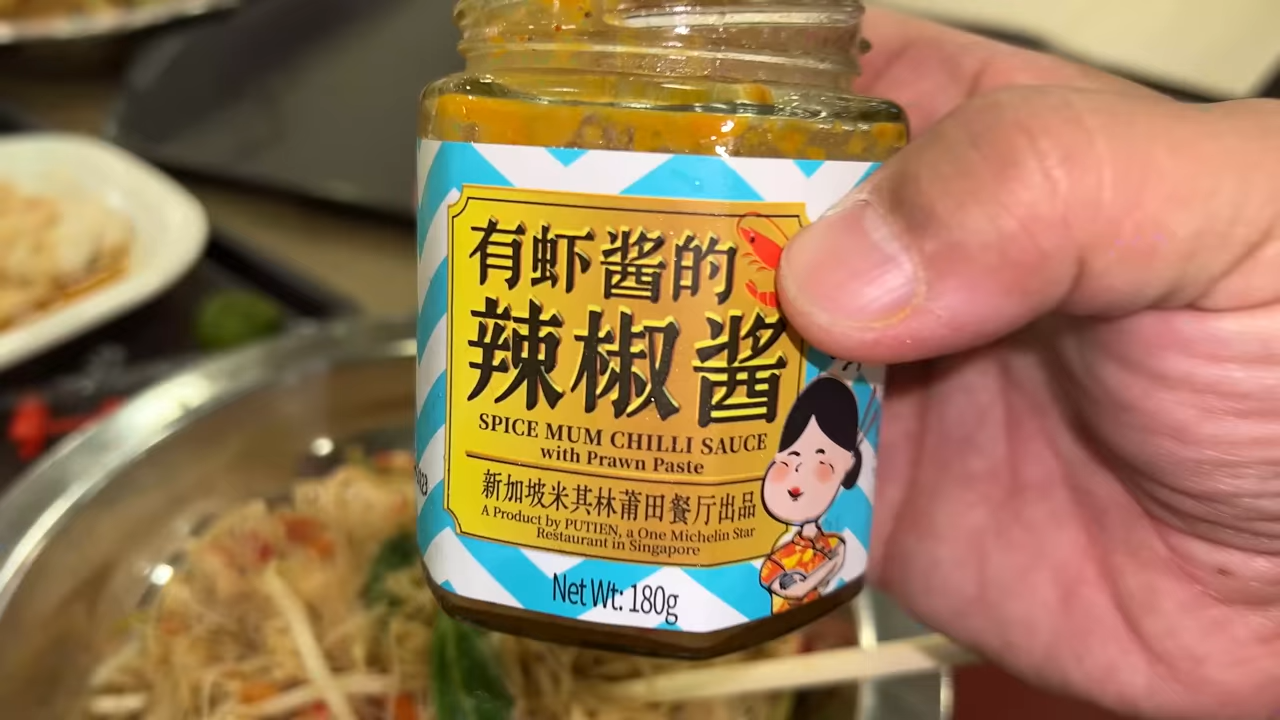 有虾酱的
辣椒酱
SPICE MUM CHILLI SAUCE
with Prawn Paste
新加坡米其林莆田餐厅出品
A Product by PUTIEN, a One Michelin Star
Restaurant in Singapore
Net Wt: 180g